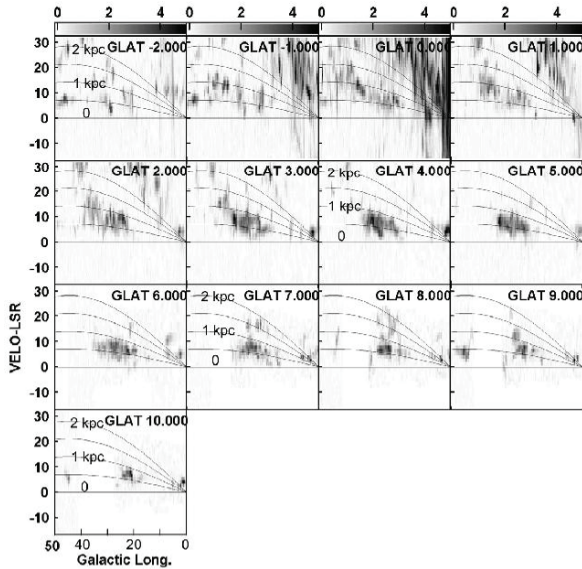 0 2 4 0 2 4 0 2 4 0 2 4
30 2 kpc GLAT -2.000 GLAT -1.000 GLAT 0.000 GLAT 1.000
20
1 kpc
10
0 0
-10
30 GLAT 2.000 GLAT 3.000 2 kpc GLAT 4.000 GLAT 5.000
20
10 1 kpc
0 0
-10
VELO-LSR
30 GLAT 6.000 2 kpc GLAT 7.000 GLAT 8.000 GLAT 9.000
20
10 1 kpc
0 0
-10
30 2 kpc GLAT 10.000
20
10 1 kpc
0 0
-10
50 40 20 0
Galactic Long.